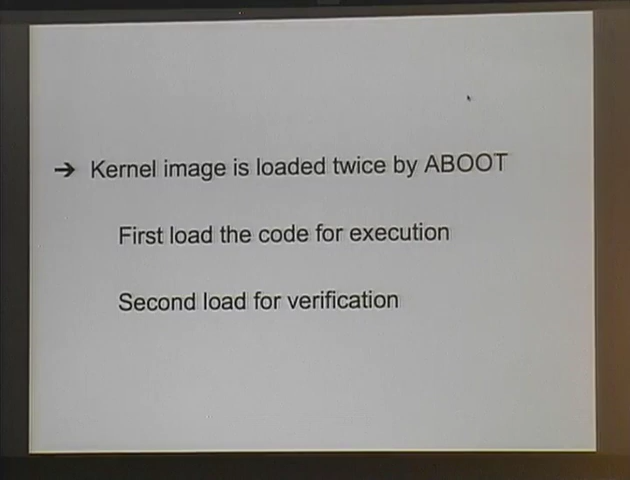 ➔ Kernel image is loaded twice by ABOOT
First load the code for execution
Second load for verification